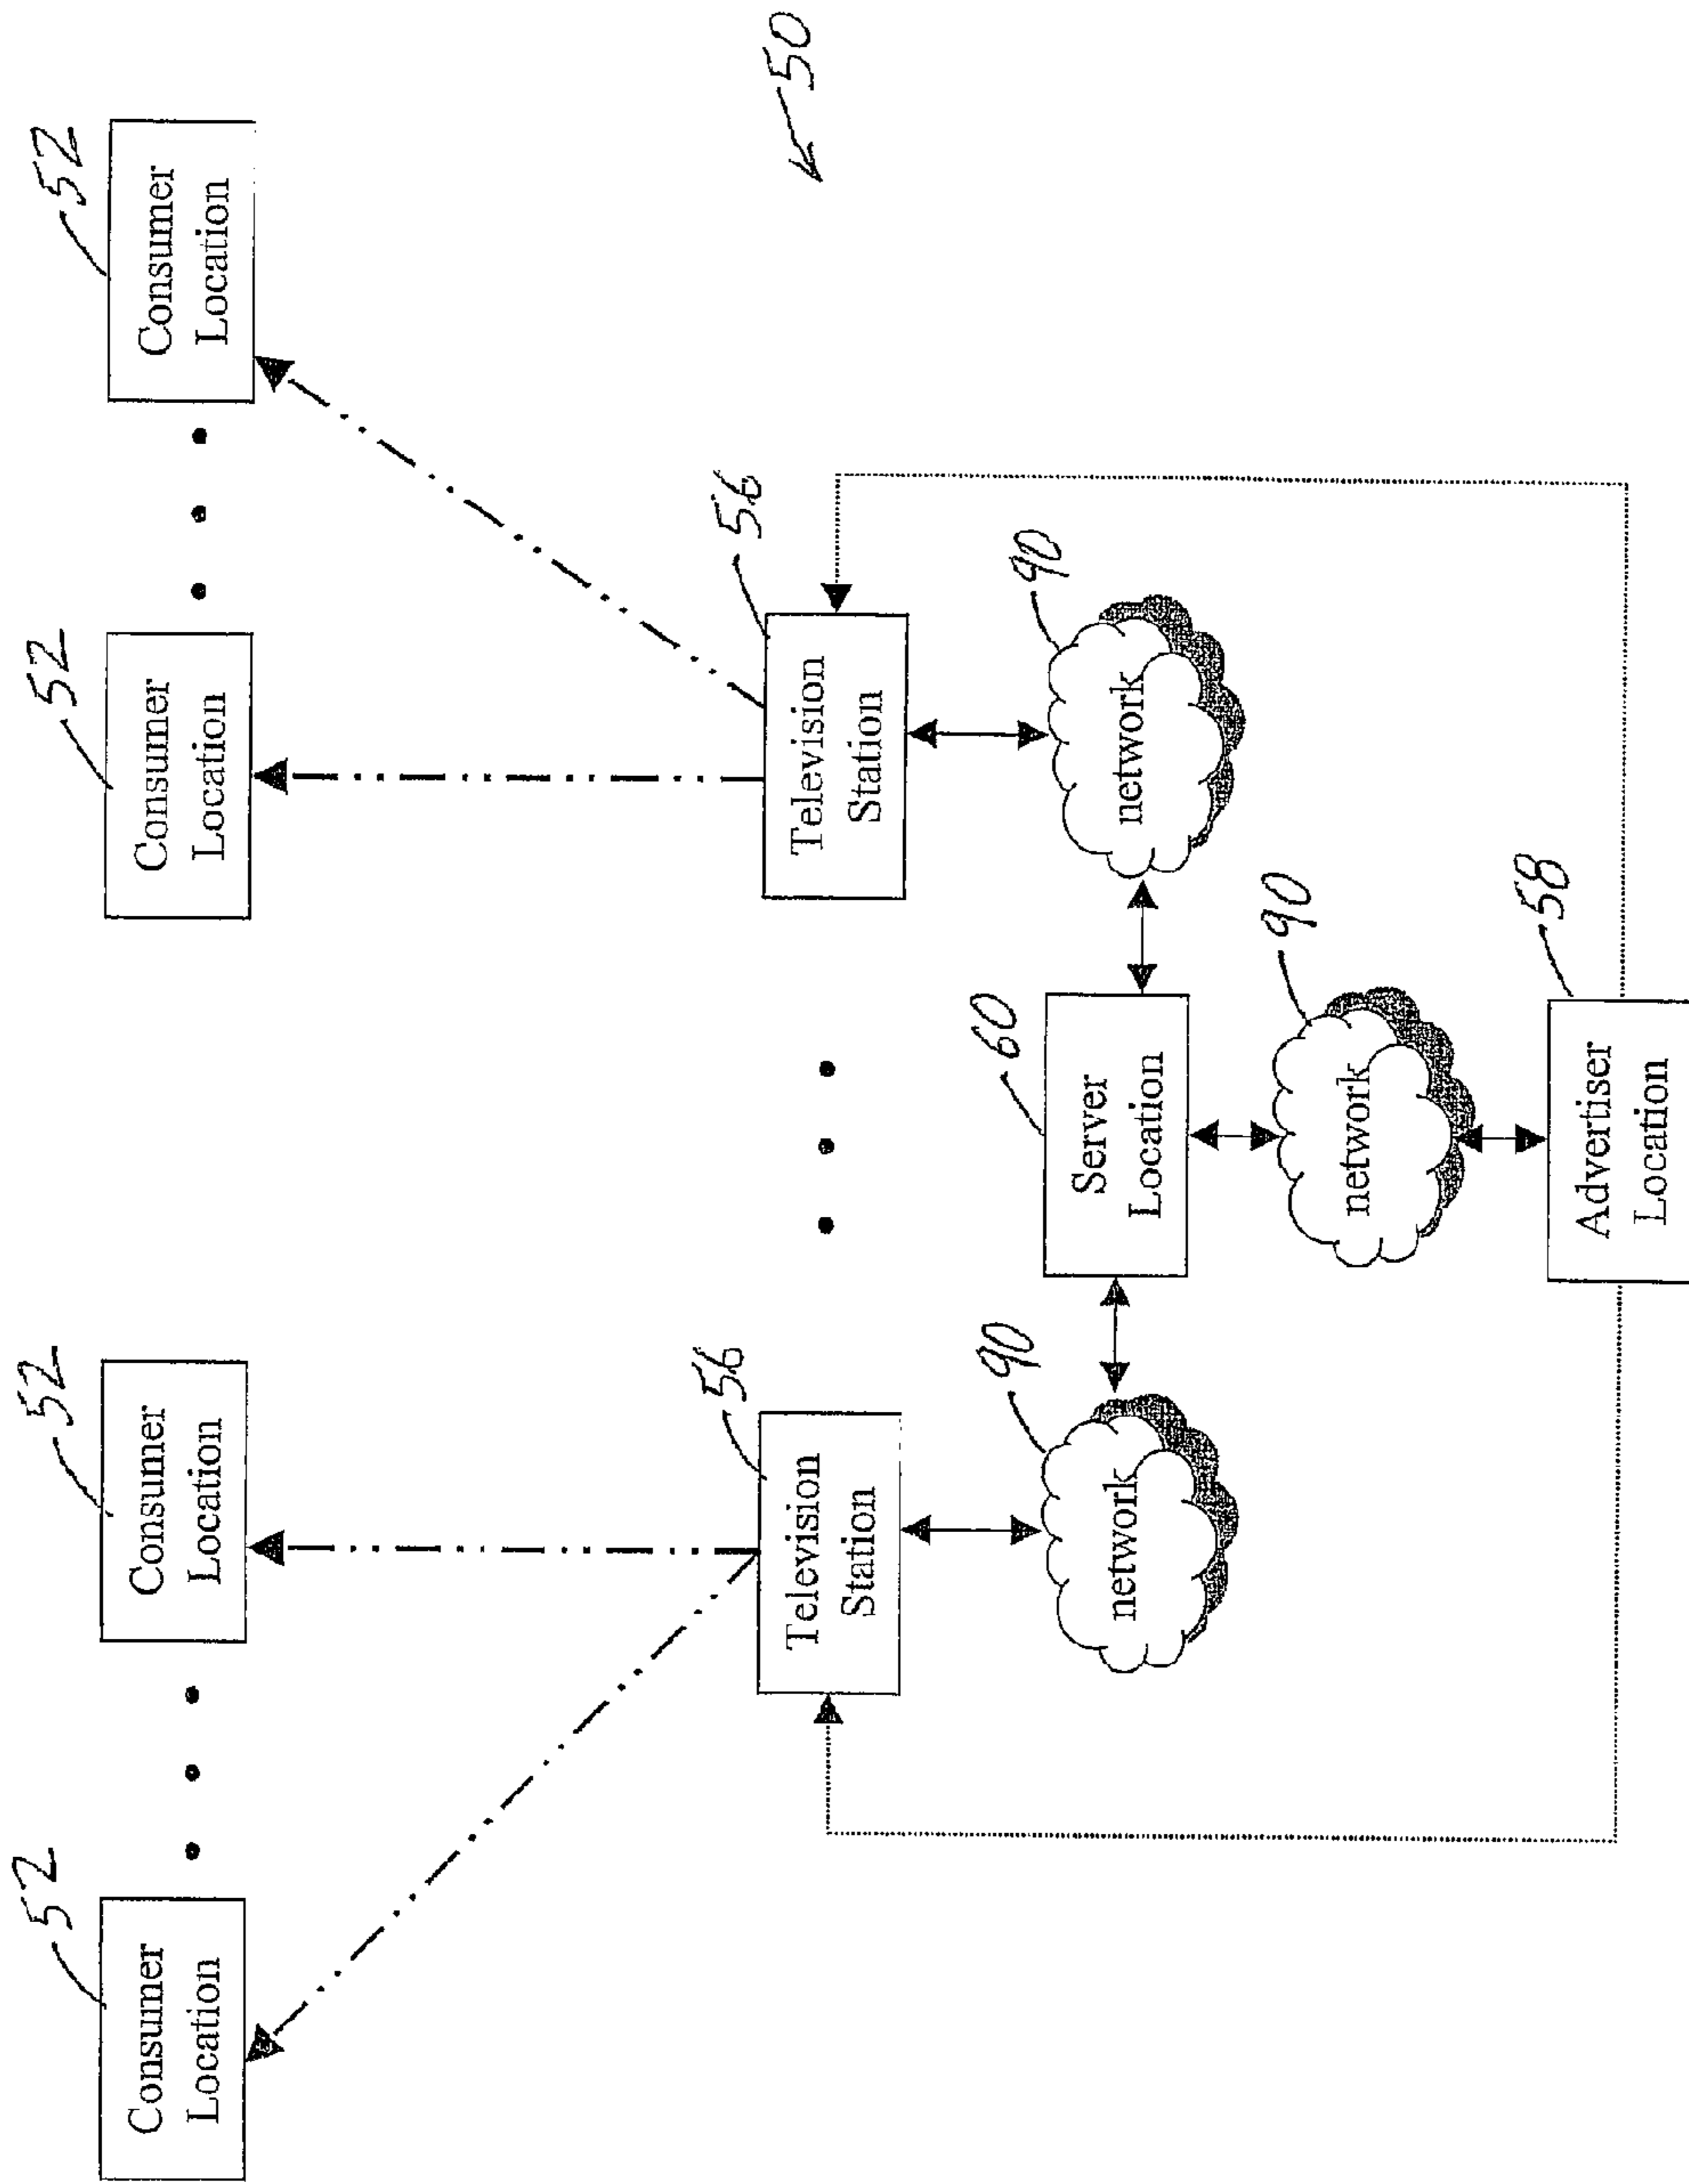 52
Consumer
Location
52
Consumer
Location
52
Consumer
Location
52
Consumer
Location
50
56
Television
Station
56
Television
Station
90
network
60
Server
Location
90
network
90
network
58
Advertiser
Location